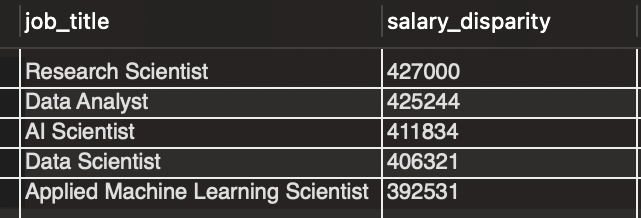 job_title salary_disparity
Research Scientist 427000
Data Analyst 425244
AI Scientist 411834
Data Scientist 406321
Applied Machine Learning Scientist 392531